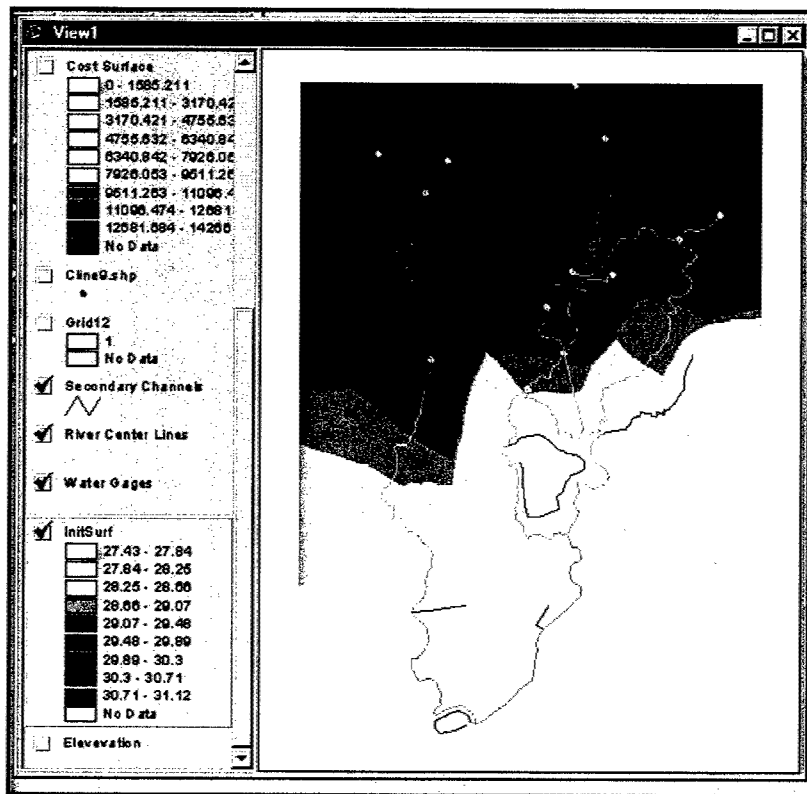 View1
Cost Surface
0 - 1585.211
1585.211 - 3170.42
3170.421 - 4755.63
4755.632 - 6340.84
6340.842 - 7926.05
7926.053 - 9511.26
9511.263 - 11096.4
11096.474 - 12681
12681.684 - 14266
No Data
Cline9.shp
Grid12
1
No Data
Secondary Channels
River Center Lines
Water Gages
InitSurf
27.43 - 27.84
27.84 - 28.25
28.25 - 28.66
28.66 - 29.07
29.07 - 29.48
29.48 - 29.89
29.89 - 30.3
30.3 - 30.71
30.71 - 31.12
No Data
Elevevation